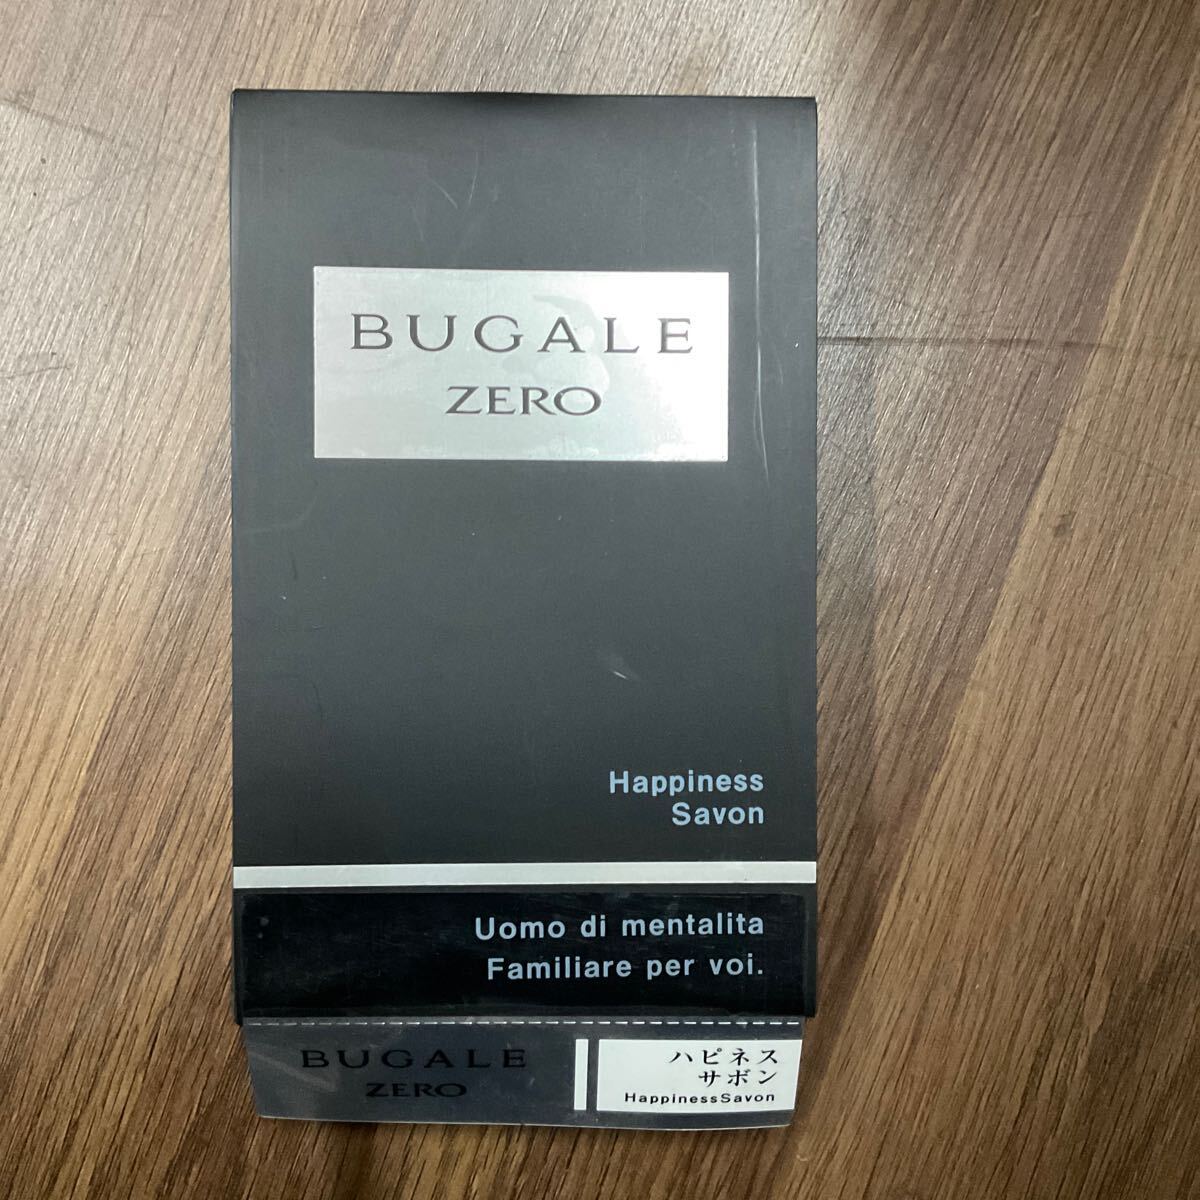 BUGALE
ZERO
Happiness
Savon
Uomo di mentalita
Familiare per voi.
BUGALE
ZERO
ハピネス
サボン
HappinessSavon